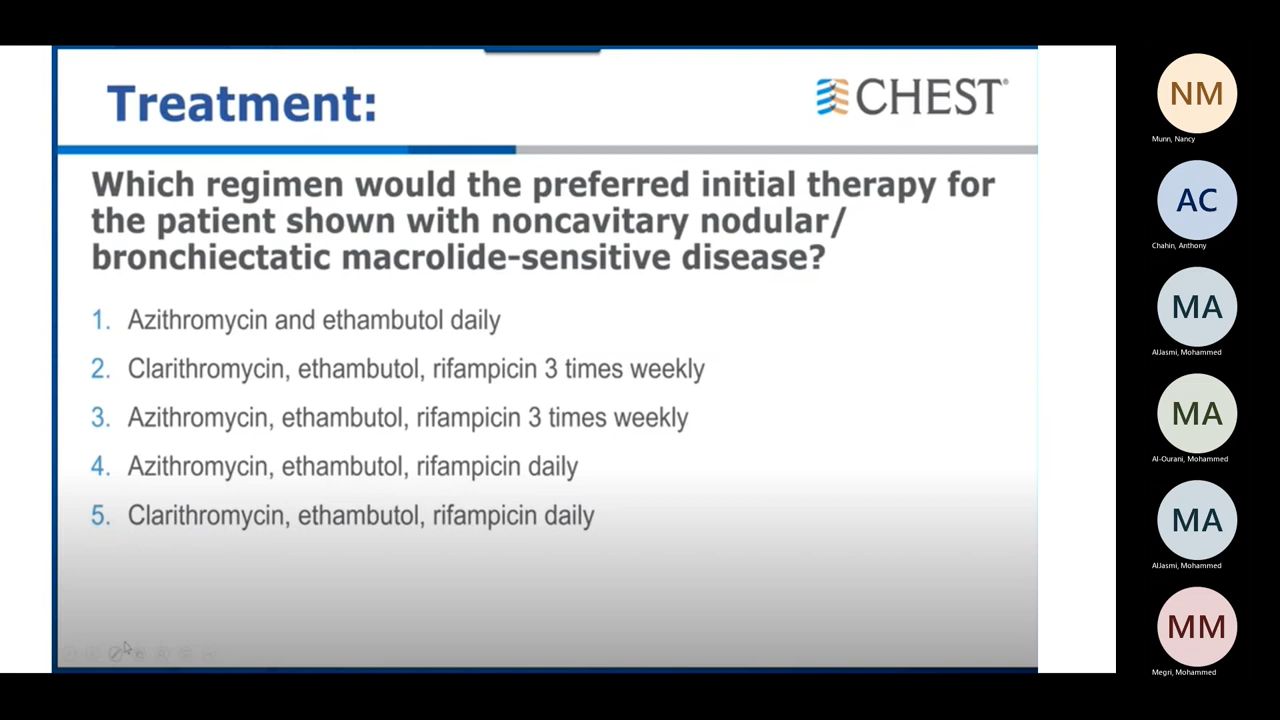 Treatment:
CHEST®
Which regimen would the preferred initial therapy for
the patient shown with noncavitary nodular/
bronchiectatic macrolide-sensitive disease?
1. Azithromycin and ethambutol daily
2. Clarithromycin, ethambutol, rifampicin 3 times weekly
3. Azithromycin, ethambutol, rifampicin 3 times weekly
4. Azithromycin, ethambutol, rifampicin daily
5. Clarithromycin, ethambutol, rifampicin daily
NM
Munn, Nancy
AC
Chahin, Anthony
MA
AlJasmi, Mohammed
MA
Al-Ourani, Mohammed
MA
AlJasmi, Mohammed
MM
Megri, Mohammed